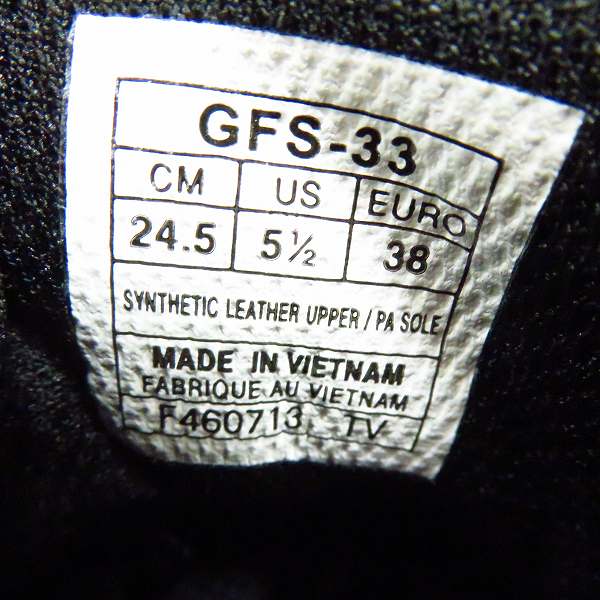 GFS-33
CM US EURO
24.5 5½ 38
SYNTHETIC LEATHER UPPER / PA SOLE
MADE IN VIETNAM
FABRIQUE AU VIETNAM
F460713 TV